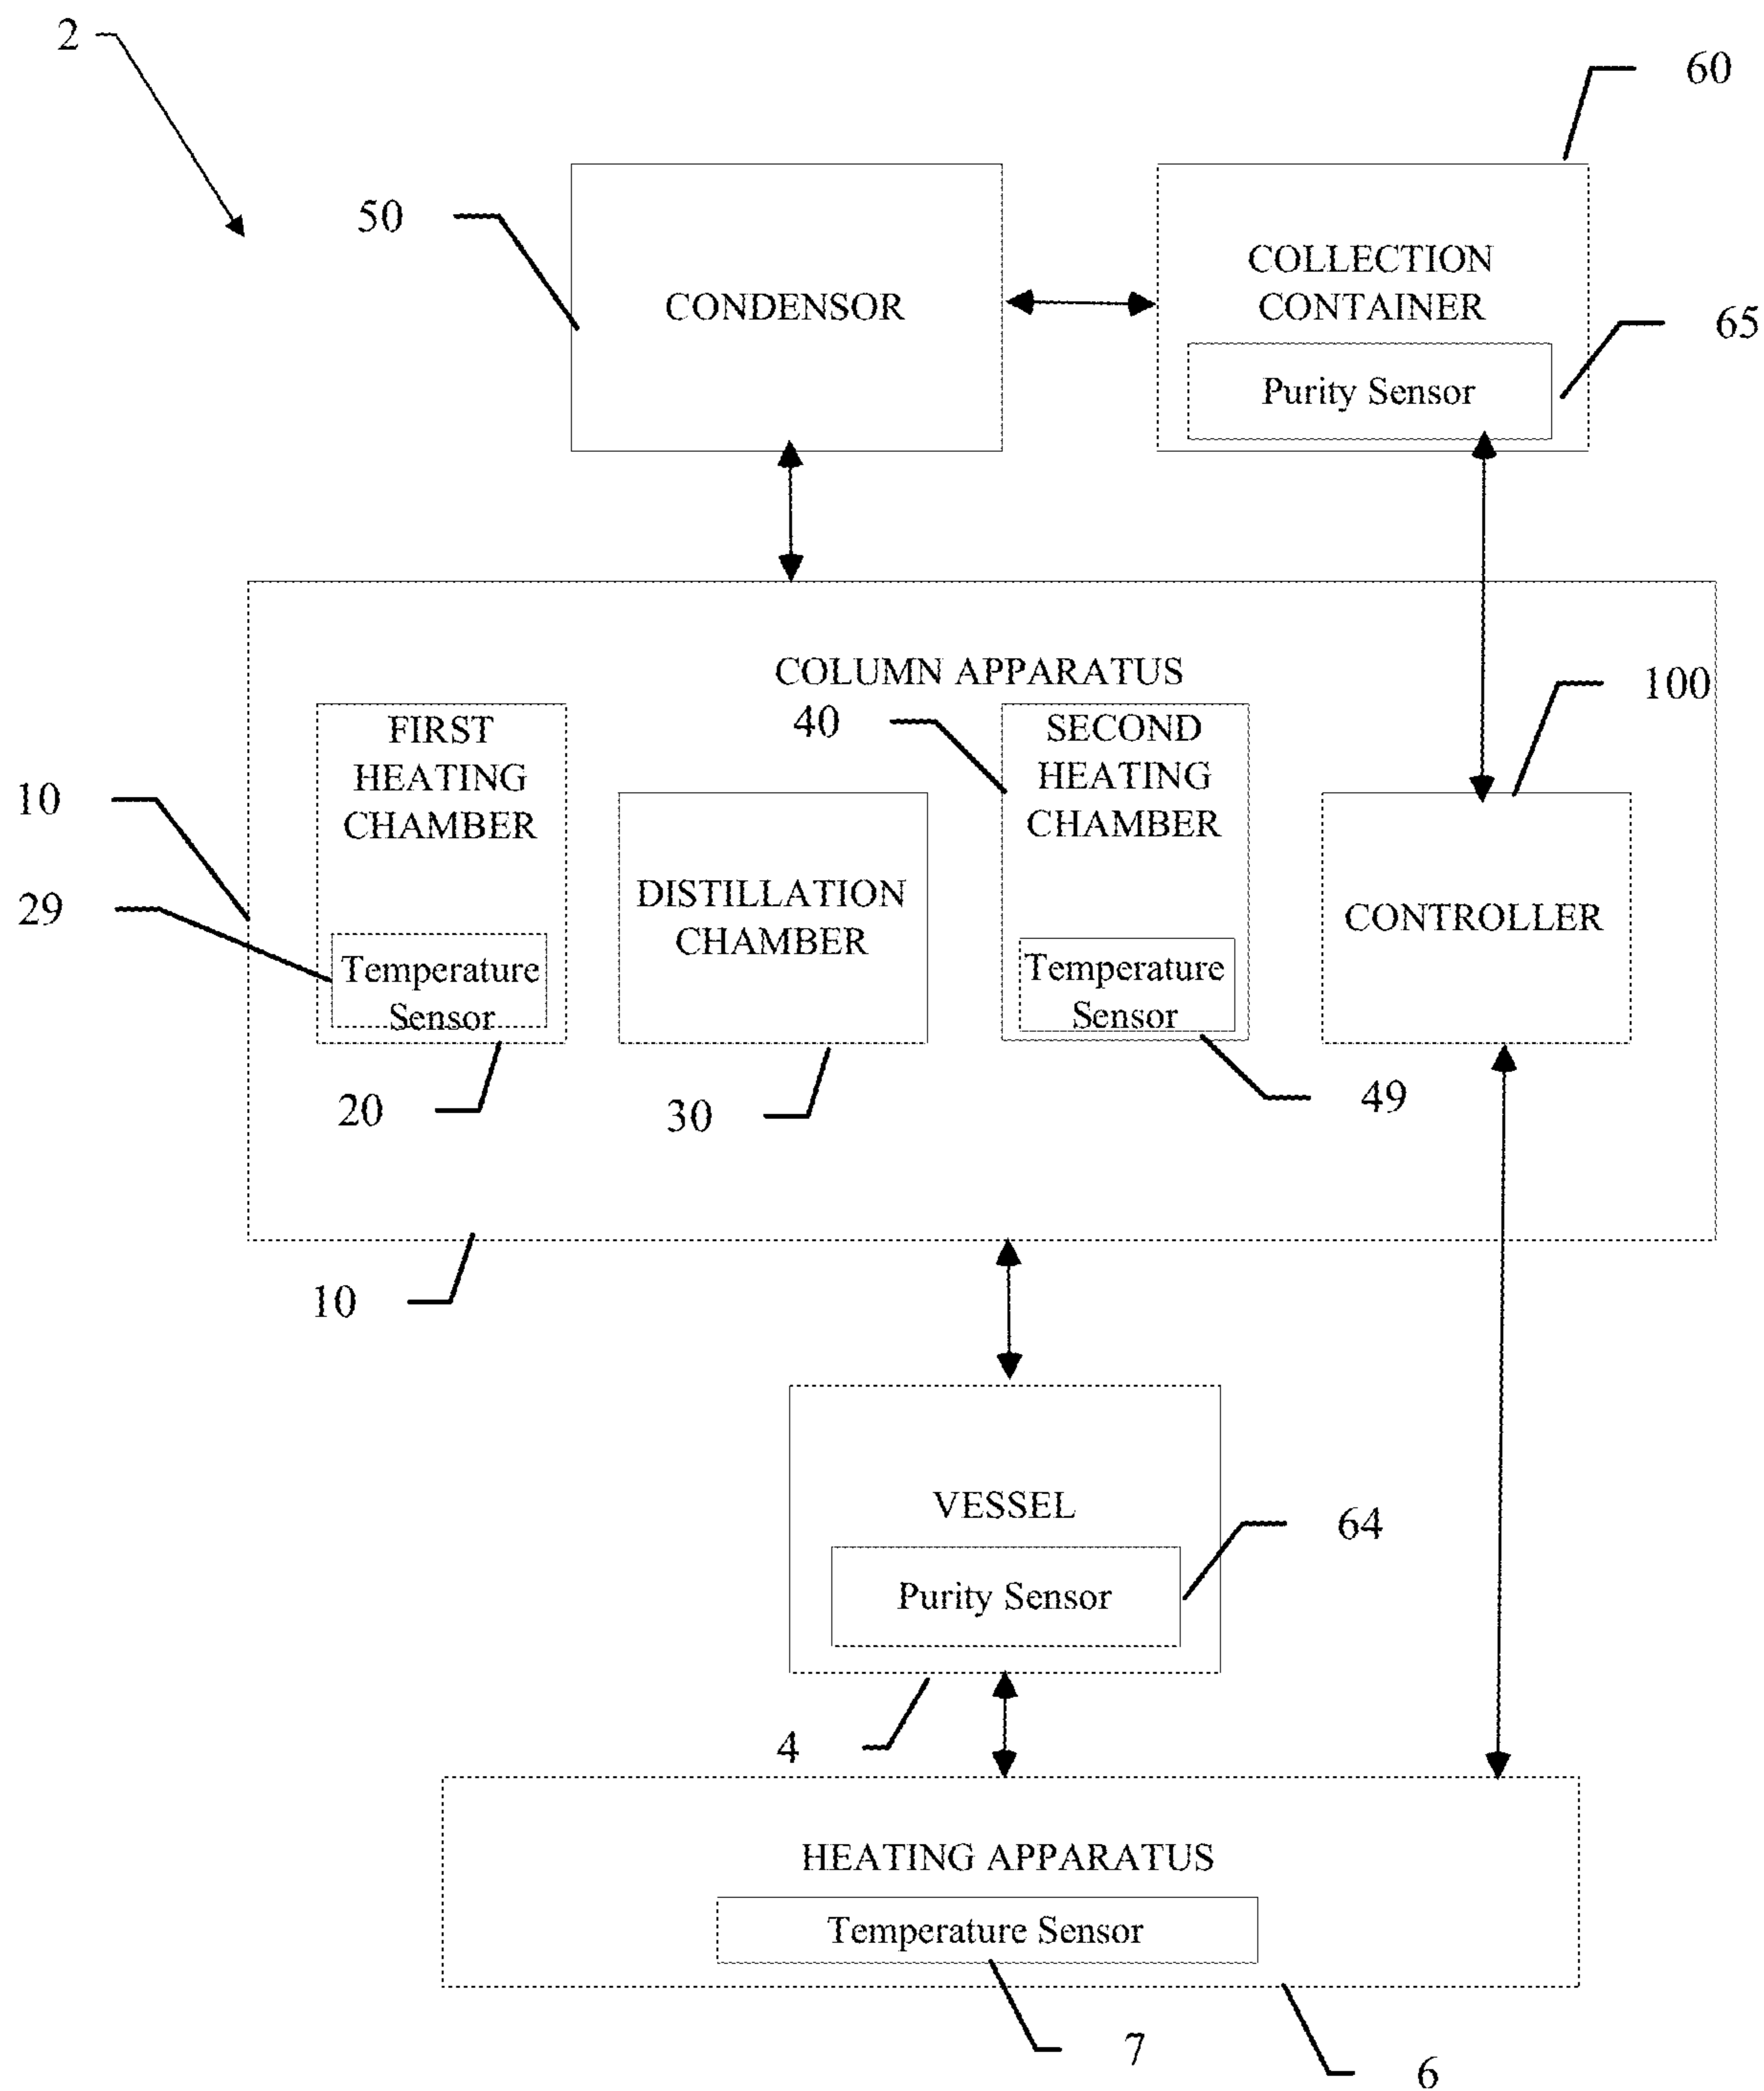 2
60
50
CONDENSOR
COLLECTION
CONTAINER
65
Purity Sensor
COLUMN APPARATUS
100
40
FIRST
HEATING
CHAMBER
SECOND
HEATING
CHAMBER
10
DISTILLATION
CHAMBER
CONTROLLER
29
Temperature
Sensor
Temperature
Sensor
20
30
49
10
VESSEL
64
Purity Sensor
4
HEATING APPARATUS
Temperature Sensor
7
6